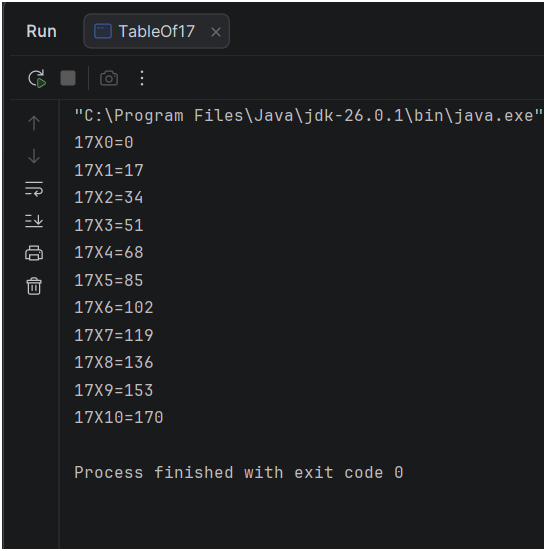 Run TableOf17
"C:\Program Files\Java\jdk-26.0.1\bin\java.exe"
17X0=0
17X1=17
17X2=34
17X3=51
17X4=68
17X5=85
17X6=102
17X7=119
17X8=136
17X9=153
17X10=170
Process finished with exit code 0